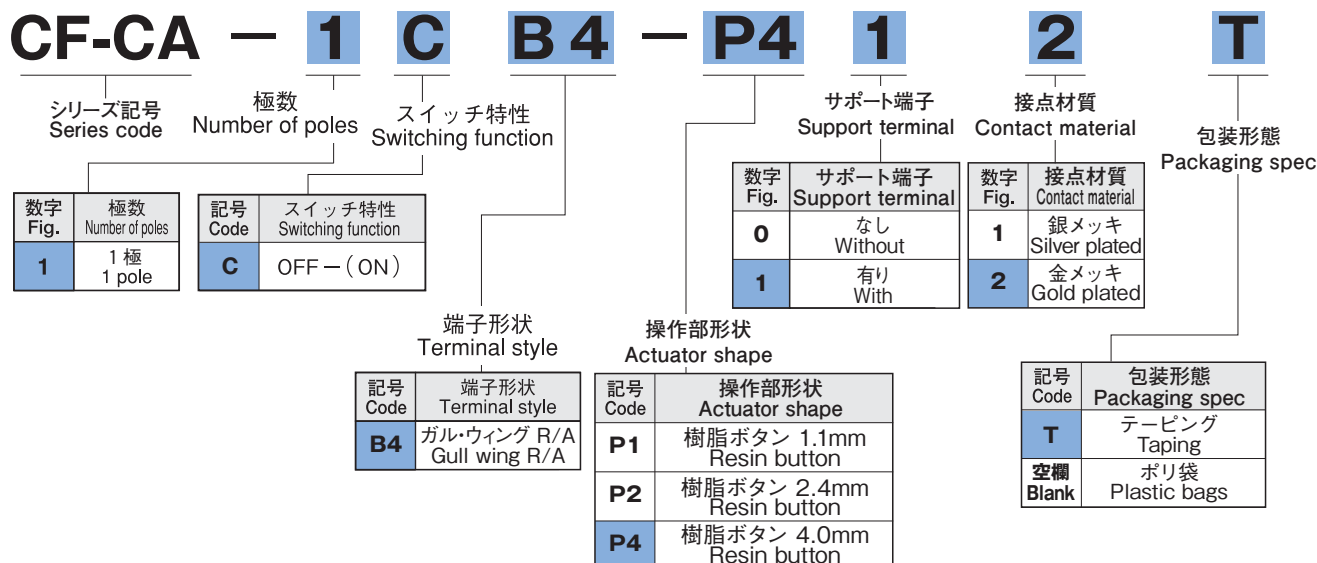 CF-CA — 1 C B4 — P4 1 2 T
シリーズ記号
Series code
極数
Number of poles
スイッチ特性
Switching function
サポート端子
Support terminal
接点材質
Contact material
包装形態
Packaging spec
数字 極数
Fig. Number of poles
1 1 極
1 pole
記号 スイッチ特性
Code Switching function
C OFF－(ON)
数字 サポート端子
Fig. Support terminal
0 なし
Without
1 有り
With
数字 接点材質
Fig. Contact material
1 銀メッキ
Silver plated
2 金メッキ
Gold plated
端子形状
Terminal style
記号 端子形状
Code Terminal style
B4 ガル・ウィング R/A
Gull wing R/A
操作部形状
Actuator shape
記号 操作部形状
Code Actuator shape
P1 樹脂ボタン 1.1mm
Resin button
P2 樹脂ボタン 2.4mm
Resin button
P4 樹脂ボタン 4.0mm
Resin button
記号 包装形態
Code Packaging spec
T テーピング
Taping
空欄 ポリ袋
Blank Plastic bags